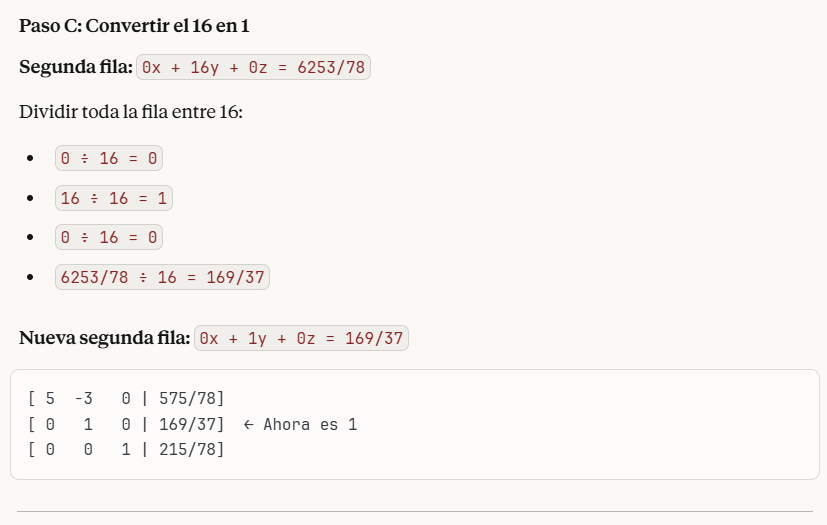 Paso C: Convertir el 16 en 1
Segunda fila: 0x + 16y + 0z = 6253/78
Dividir toda la fila entre 16:
• 0 ÷ 16 = 0
• 16 ÷ 16 = 1
• 0 ÷ 16 = 0
• 6253/78 ÷ 16 = 169/37
Nueva segunda fila: 0x + 1y + 0z = 169/37
[ 5  -3   0 | 575/78]
[ 0   1   0 | 169/37]  ← Ahora es 1
[ 0   0   1 | 215/78]